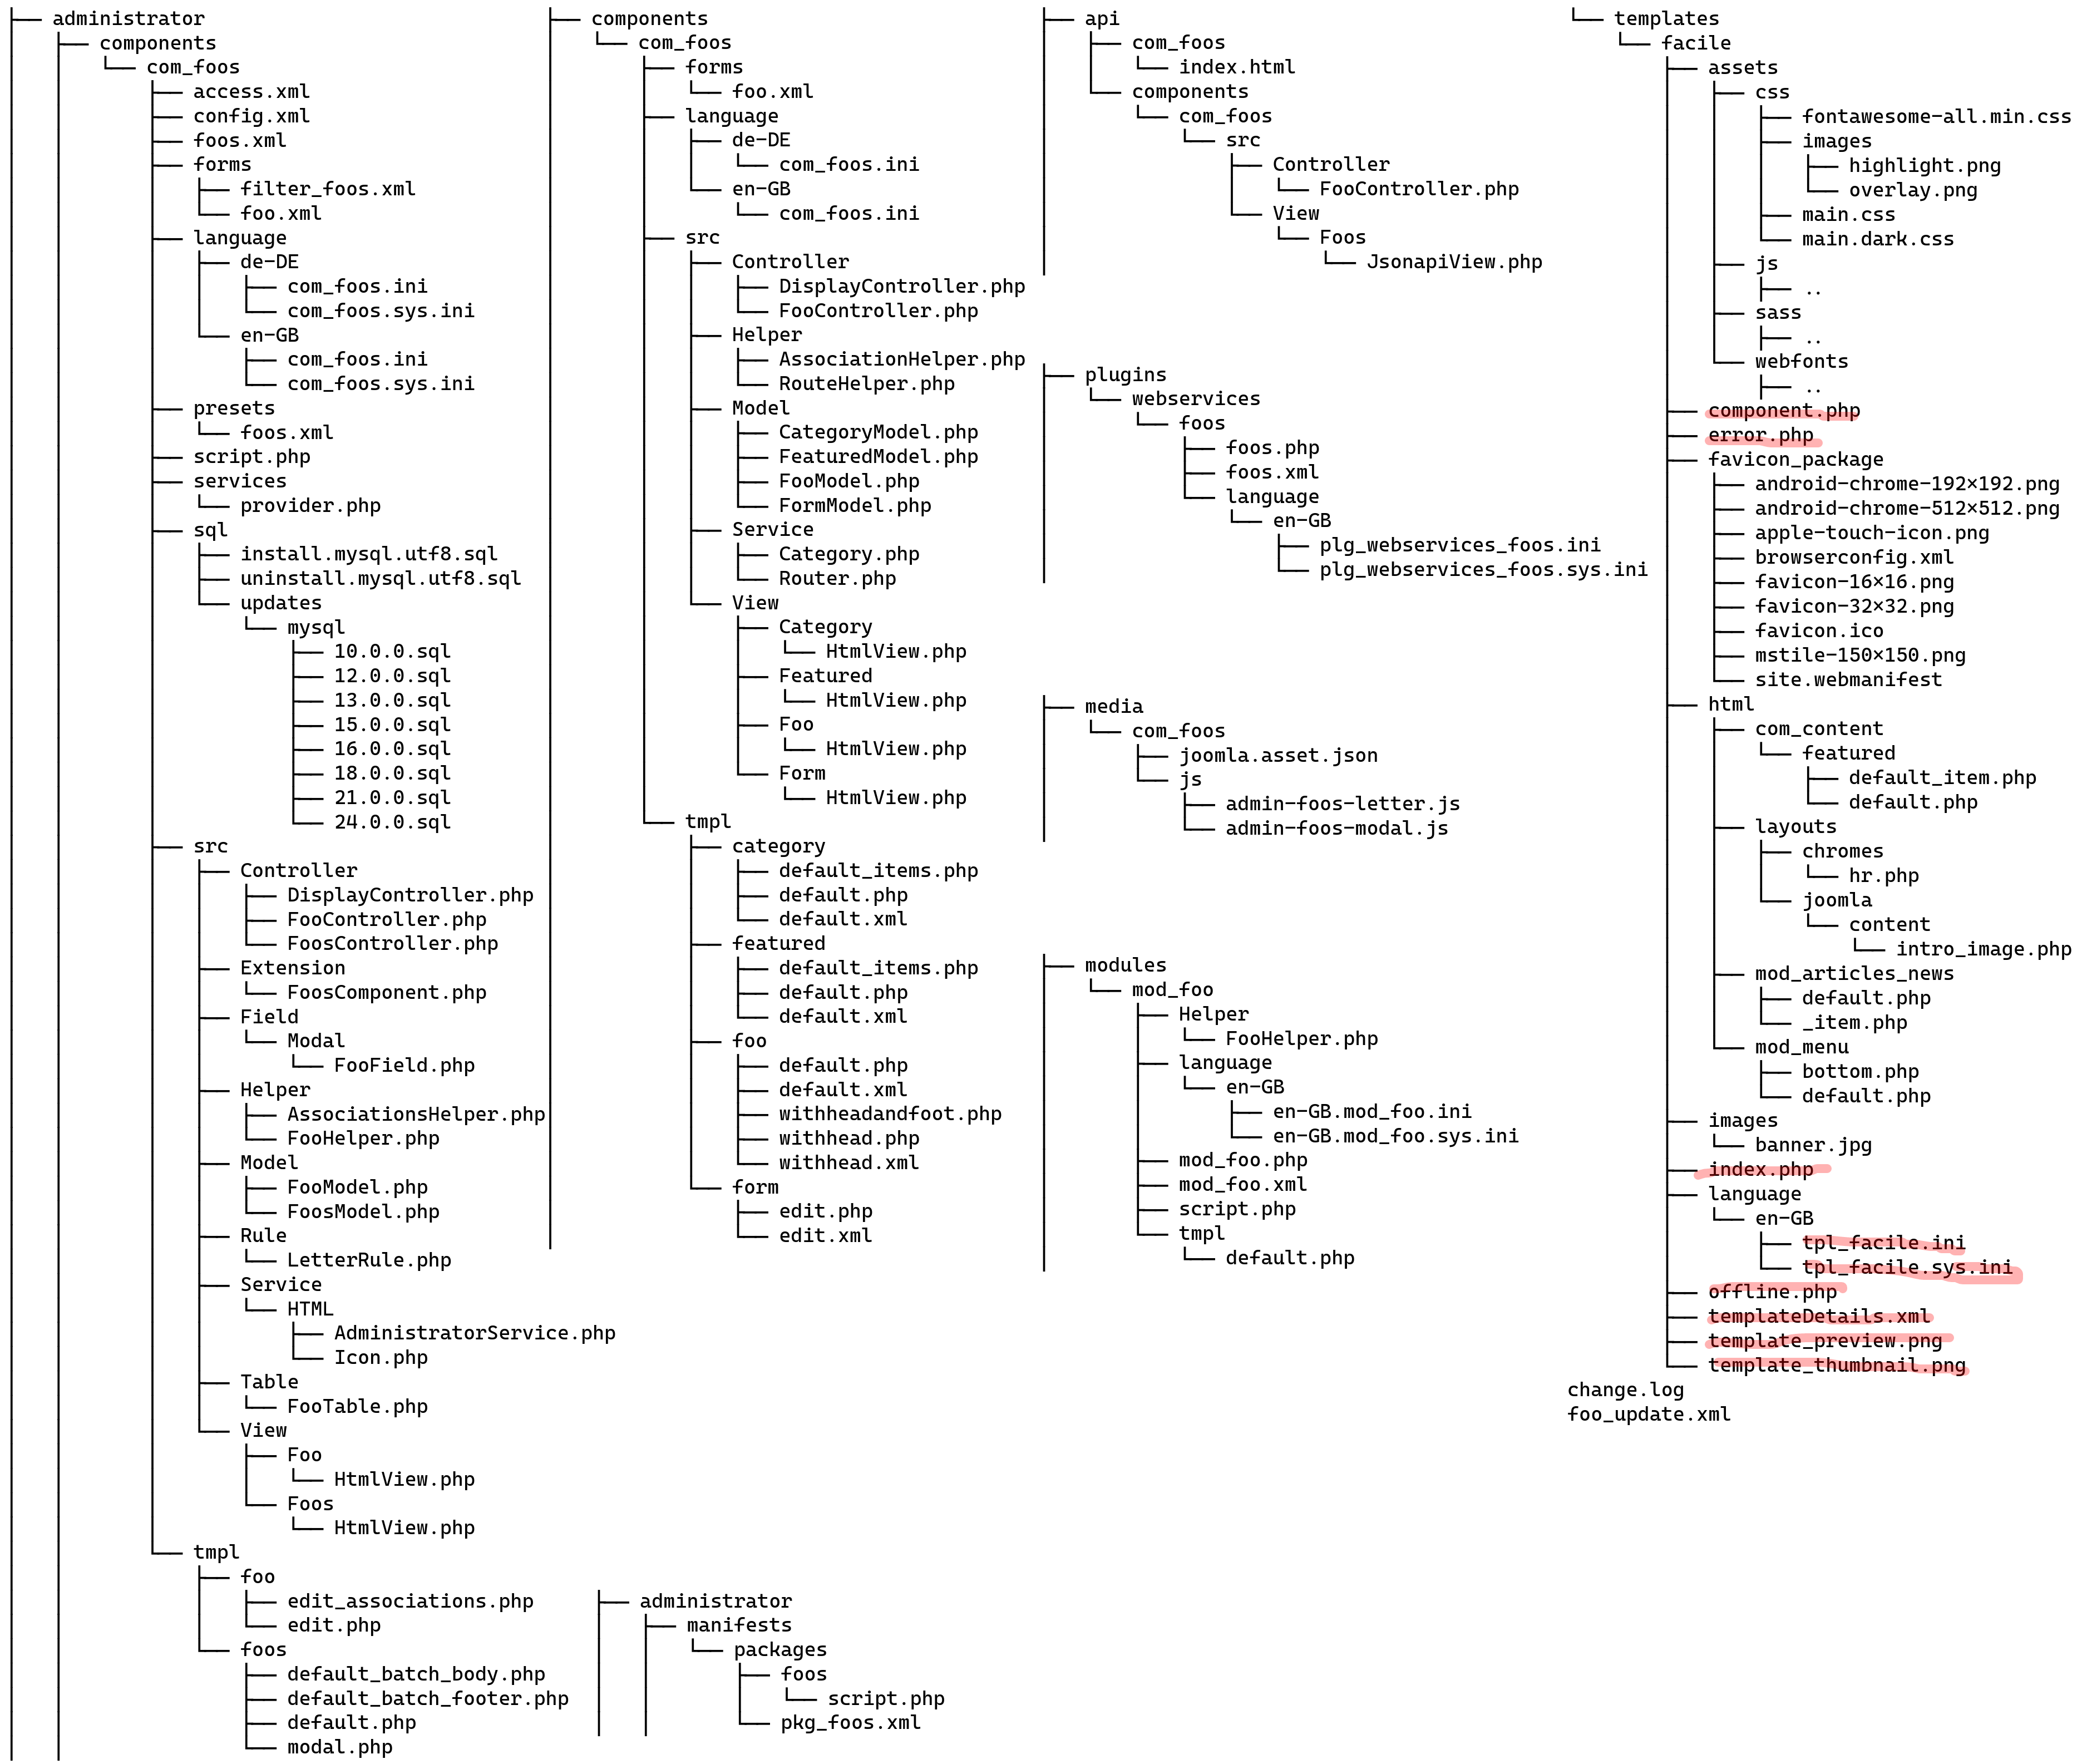 administrator
components
com_foos
access.xml
config.xml
foos.xml
forms
filter_foos.xml
foo.xml
language
de-DE
com_foos.ini
com_foos.sys.ini
en-GB
com_foos.ini
com_foos.sys.ini
presets
foos.xml
script.php
services
provider.php
sql
install.mysql.utf8.sql
uninstall.mysql.utf8.sql
updates
mysql
10.0.0.sql
12.0.0.sql
13.0.0.sql
15.0.0.sql
16.0.0.sql
18.0.0.sql
21.0.0.sql
24.0.0.sql
src
Controller
DisplayController.php
FooController.php
FoosController.php
Extension
FoosComponent.php
Field
Modal
FooField.php
Helper
AssociationsHelper.php
FooHelper.php
Model
FooModel.php
FoosModel.php
Rule
LetterRule.php
Service
HTML
AdministratorService.php
Icon.php
Table
FooTable.php
View
Foo
HtmlView.php
Foos
HtmlView.php
tmpl
foo
edit_associations.php
edit.php
foos
default_batch_body.php
default_batch_footer.php
default.php
modal.php
components
com_foos
forms
foo.xml
language
de-DE
com_foos.ini
en-GB
com_foos.ini
src
Controller
DisplayController.php
FooController.php
Helper
AssociationHelper.php
RouteHelper.php
Model
CategoryModel.php
FeaturedModel.php
FooModel.php
FormModel.php
Service
Category.php
Router.php
View
Category
HtmlView.php
Featured
HtmlView.php
Foo
HtmlView.php
Form
HtmlView.php
tmpl
category
default_items.php
default.php
default.xml
featured
default_items.php
default.php
default.xml
foo
default.php
default.xml
withheadandfoot.php
withhead.php
withhead.xml
form
edit.php
edit.xml
administrator
manifests
packages
foos
script.php
pkg_foos.xml
api
com_foos
index.html
components
com_foos
src
Controller
FooController.php
View
Foos
JsonapiView.php
plugins
webservices
foos
foos.php
foos.xml
language
en-GB
plg_webservices_foos.ini
plg_webservices_foos.sys.ini
media
com_foos
joomla.asset.json
js
admin-foos-letter.js
admin-foos-modal.js
modules
mod_foo
Helper
FooHelper.php
language
en-GB
en-GB.mod_foo.ini
en-GB.mod_foo.sys.ini
mod_foo.php
mod_foo.xml
script.php
tmpl
default.php
templates
facile
assets
css
fontawesome-all.min.css
images
highlight.png
overlay.png
main.css
main.dark.css
js
..
sass
..
webfonts
..
component.php
error.php
favicon_package
android-chrome-192×192.png
android-chrome-512×512.png
apple-touch-icon.png
browserconfig.xml
favicon-16×16.png
favicon-32×32.png
favicon.ico
mstile-150×150.png
site.webmanifest
html
com_content
featured
default_item.php
default.php
layouts
chromes
hr.php
joomla
content
intro_image.php
mod_articles_news
default.php
_item.php
mod_menu
bottom.php
default.php
images
banner.jpg
index.php
language
en-GB
tpl_facile.ini
tpl_facile.sys.ini
offline.php
templateDetails.xml
template_preview.png
template_thumbnail.png
change.log
foo_update.xml